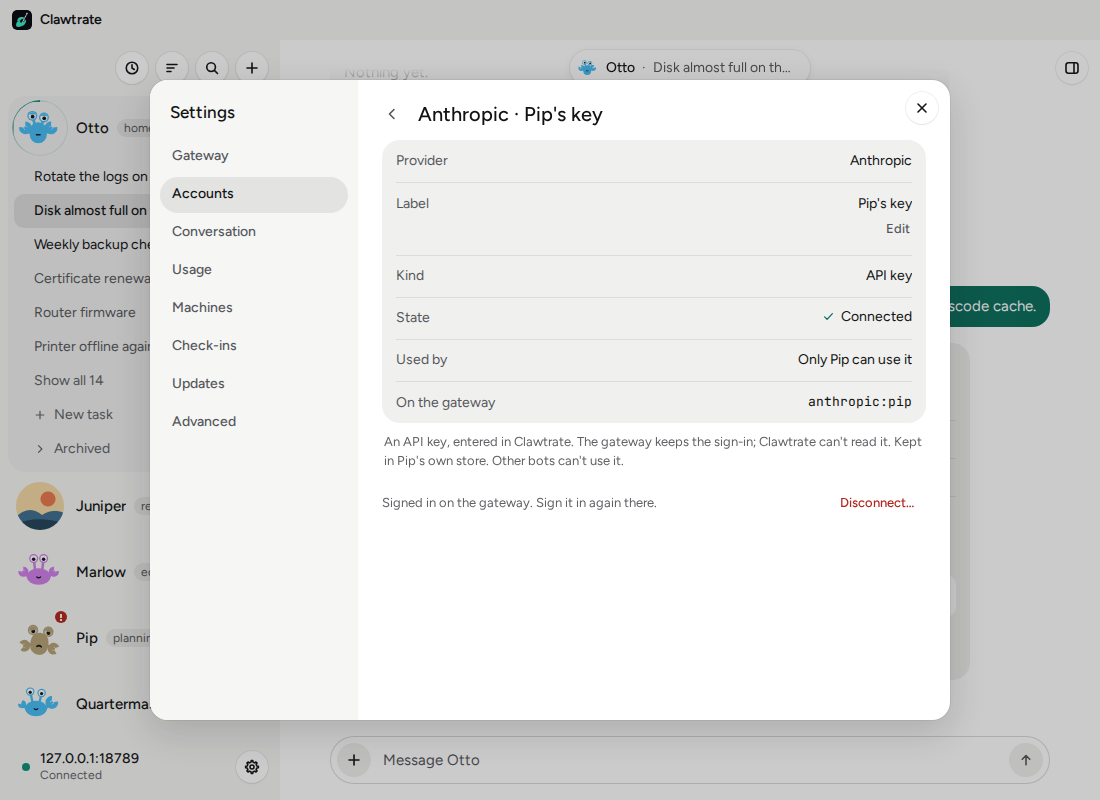 Clawtrate
Nothing yet.
Otto · Disk almost full on th…
Otto
Rotate the logs on
Disk almost full on
Weekly backup che
Certificate renewa
Router firmware
Printer offline again
Show all 14
New task
Archived
Juniper
Marlow
Pip plannin
Quarterma
127.0.0.1:18789
Connected
Settings
Gateway
Accounts
Conversation
Usage
Machines
Check-ins
Updates
Advanced
Anthropic · Pip's key
Provider Anthropic
Label Pip's key
Edit
Kind API key
State Connected
Used by Only Pip can use it
On the gateway anthropic:pip
An API key, entered in Clawtrate. The gateway keeps the sign-in; Clawtrate can't read it. Kept
in Pip's own store. Other bots can't use it.
Signed in on the gateway. Sign it in again there. Disconnect…
scode cache.
Message Otto